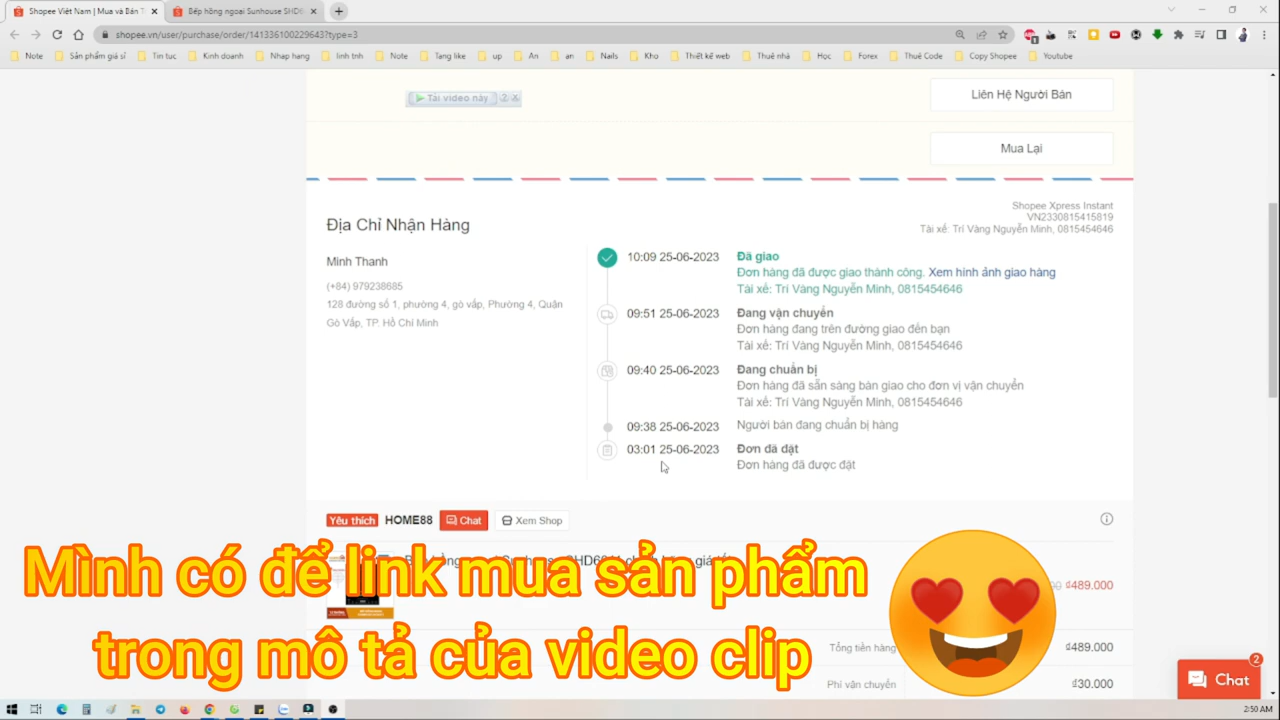 Shopee Việt Nam | Mua và Bán T
Bếp hồng ngoại Sunhouse SHD6
shopee.vn/user/purchase/order/141336100229643?type=3
Note
Sản phẩm giá sỉ
Tin tuc
Kinh doanh
Nhap hang
linh tnh
Note
Tang like
up
An
an
Nails
Kho
Thiết kế web
Thuê nhà
Học
Forex
Thuế Code
Copy Shopee
Youtube
Tải video này
Liên Hệ Người Bán
Mua Lại
Địa Chỉ Nhận Hàng
Shopee Xpress Instant
VN2330815415819
Tài xế: Trí Vàng Nguyễn Minh, 0815454646
Minh Thanh
(+84) 979238685
128 đường số 1, phường 4, gò vấp, Phường 4, Quận
Gò Vấp, TP. Hồ Chí Minh
10:09 25-06-2023 Đã giao
Đơn hàng đã được giao thành công. Xem hình ảnh giao hàng
Tài xế: Trí Vàng Nguyễn Minh, 0815454646
09:51 25-06-2023 Đang vận chuyển
Đơn hàng đang trên đường giao đến bạn
Tài xế: Trí Vàng Nguyễn Minh, 0815454646
09:40 25-06-2023 Đang chuẩn bị
Đơn hàng đã sẵn sàng bàn giao cho đơn vị vận chuyển
Tài xế: Trí Vàng Nguyễn Minh, 0815454646
09:38 25-06-2023 Người bán đang chuẩn bị hàng
03:01 25-06-2023 Đơn đã đặt
Đơn hàng đã được đặt
Yêu thích HOME88 Chat Xem Shop
Mình có để link mua sản phẩm
trong mô tả của video clip
₫489.000
Tổng tiền hàng ₫489.000
Phí vận chuyển ₫30.000
Chat
2
2:50 AM